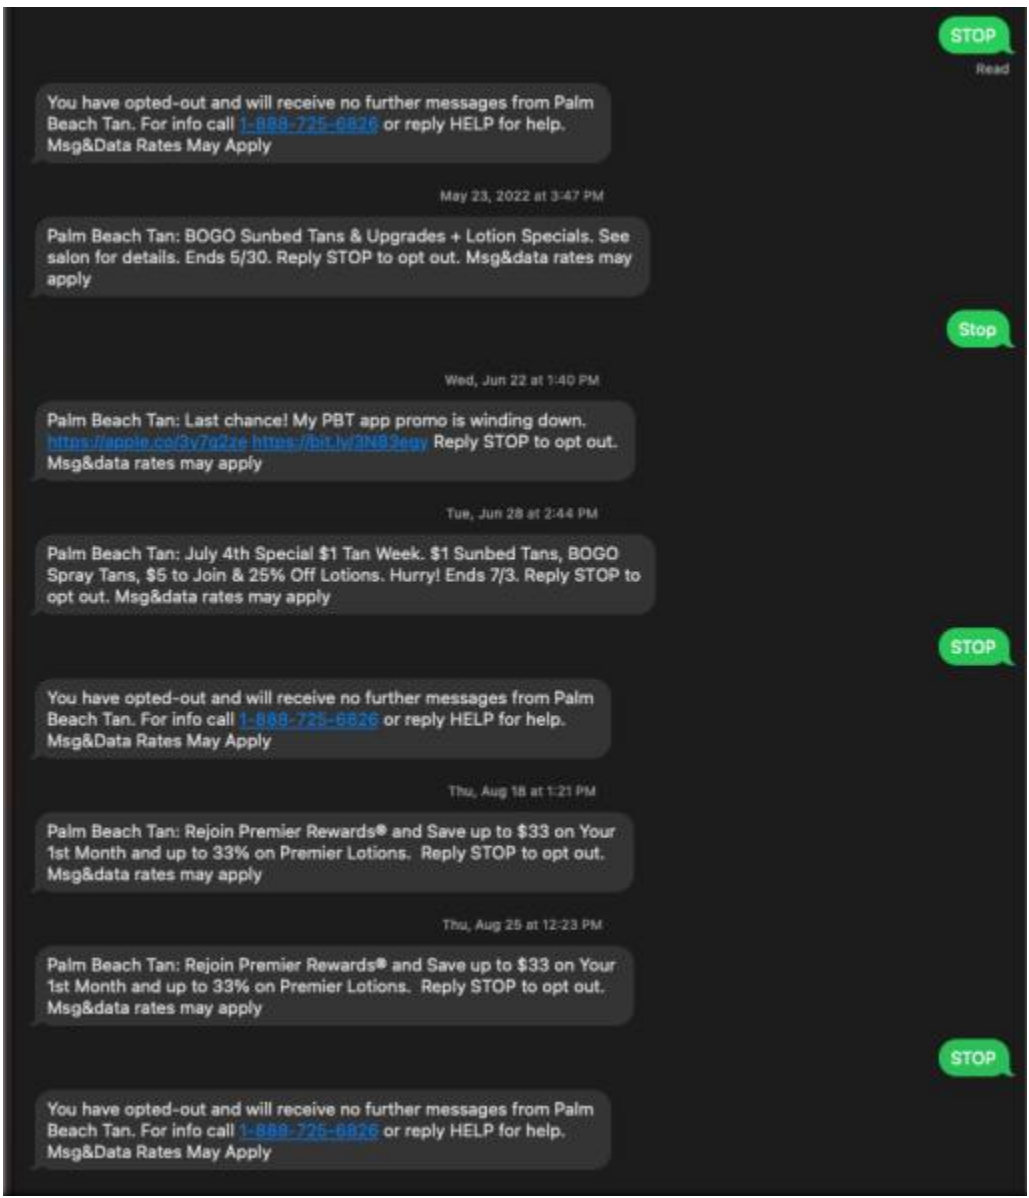 STOP
Read
You have opted-out and will receive no further messages from Palm
Beach Tan. For info call 1-888-725-6826 or reply HELP for help.
Msg&Data Rates May Apply
May 23, 2022 at 3:47 PM
Palm Beach Tan: BOGO Sunbed Tans & Upgrades + Lotion Specials. See
salon for details. Ends 5/30. Reply STOP to opt out. Msg&data rates may
apply
Stop
Wed, Jun 22 at 1:40 PM
Palm Beach Tan: Last chance! My PBT app promo is winding down.
Reply STOP to opt out.
Msg&data rates may apply
Tue, Jun 28 at 2:44 PM
Palm Beach Tan: July 4th Special $1 Tan Week. $1 Sunbed Tans, BOGO
Spray Tans, $5 to Join & 25% Off Lotions. Hurry! Ends 7/3. Reply STOP to
opt out. Msg&data rates may apply
STOP
You have opted-out and will receive no further messages from Palm
Beach Tan. For info call 1-888-725-6826 or reply HELP for help.
Msg&Data Rates May Apply
Thu, Aug 18 at 1:21 PM
Palm Beach Tan: Rejoin Premier Rewards® and Save up to $33 on Your
1st Month and up to 33% on Premier Lotions. Reply STOP to opt out.
Msg&data rates may apply
Thu, Aug 25 at 12:23 PM
Palm Beach Tan: Rejoin Premier Rewards® and Save up to $33 on Your
1st Month and up to 33% on Premier Lotions. Reply STOP to opt out.
Msg&data rates may apply
STOP
You have opted-out and will receive no further messages from Palm
Beach Tan. For info call 1-888-725-6826 or reply HELP for help.
Msg&Data Rates May Apply